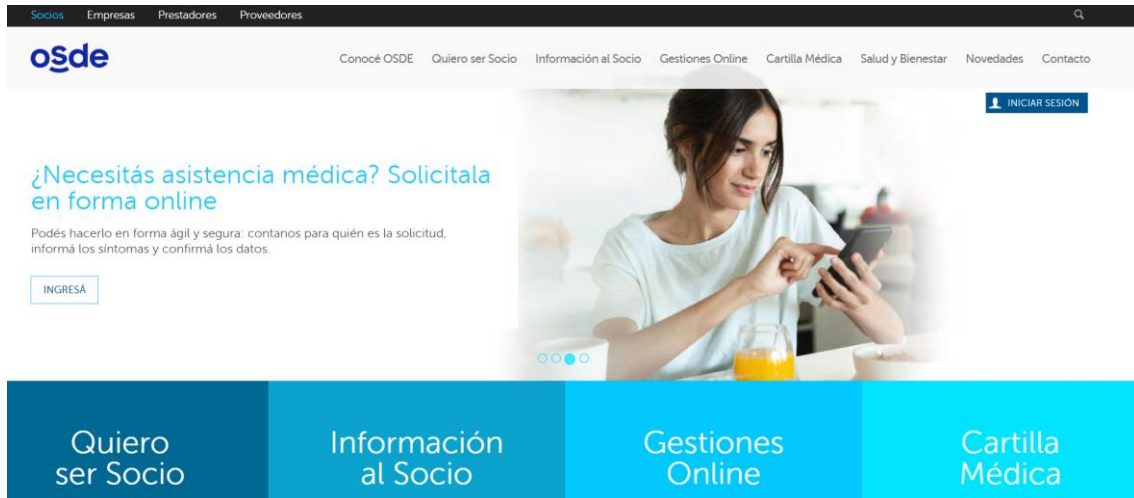 Socios Empresas Prestadores Proveedores
osde
Conocé OSDE Quiero ser Socio Información al Socio Gestiones Online Cartilla Médica Salud y Bienestar Novedades Contacto
INICIAR SESIÓN
¿Necesitás asistencia médica? Solicitala
en forma online
Podés hacerlo en forma ágil y segura: contanos para quién es la solicitud,
informá los síntomas y confirmá los datos.
INGRESÁ
Quiero
ser Socio
Información
al Socio
Gestiones
Online
Cartilla
Médica